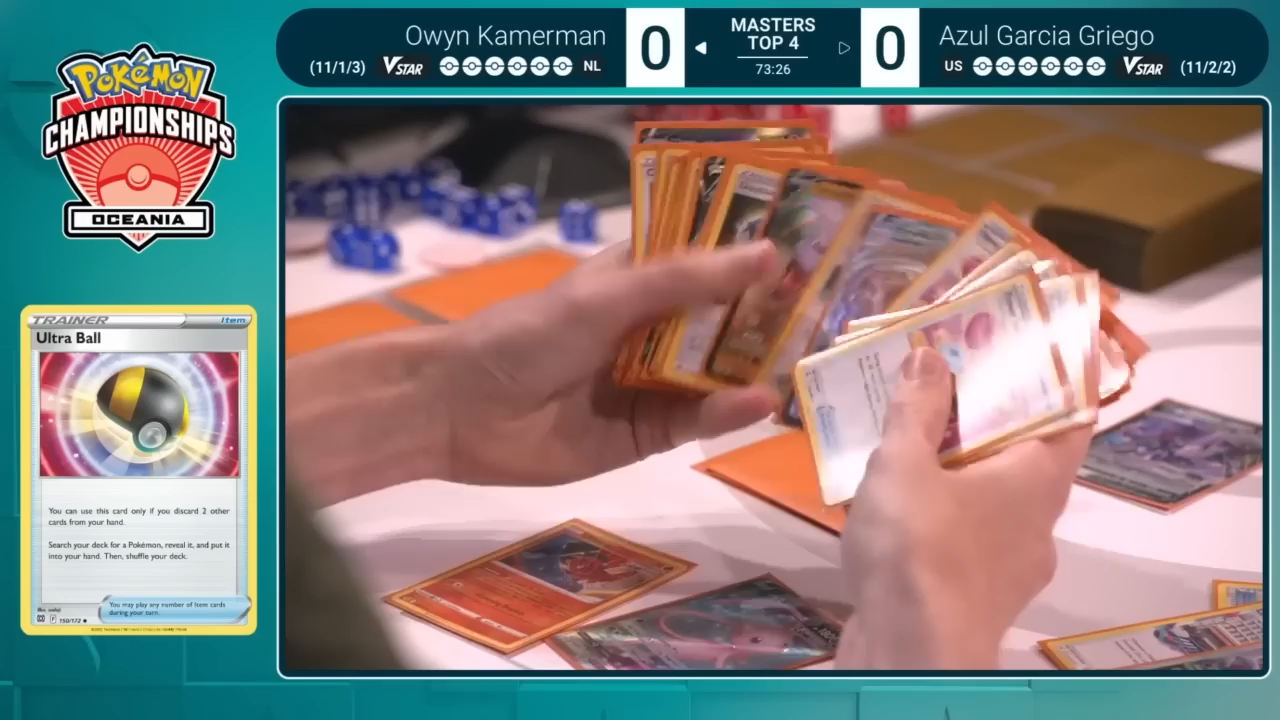 Pokémon
CHAMPIONSHIPS
OCEANIA
Owyn Kamerman
0
MASTERS
TOP 4
73:26
0
Azul Garcia Griego
(11/1/3)
VSTAR
NL
US
VSTAR
(11/2/2)
TRAINER
Item
Ultra Ball
You can use this card only if you discard 2 other
cards from your hand.
Search your deck for a Pokémon, reveal it, and put it
into your hand. Then, shuffle your deck.
You may play any number of Item cards
during your turn.
150/172